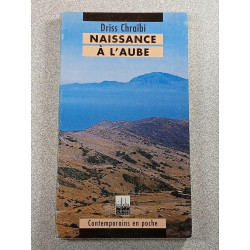 Driss Chraïbi
NAISSANCE
À L'AUBE
Contemporains en poche